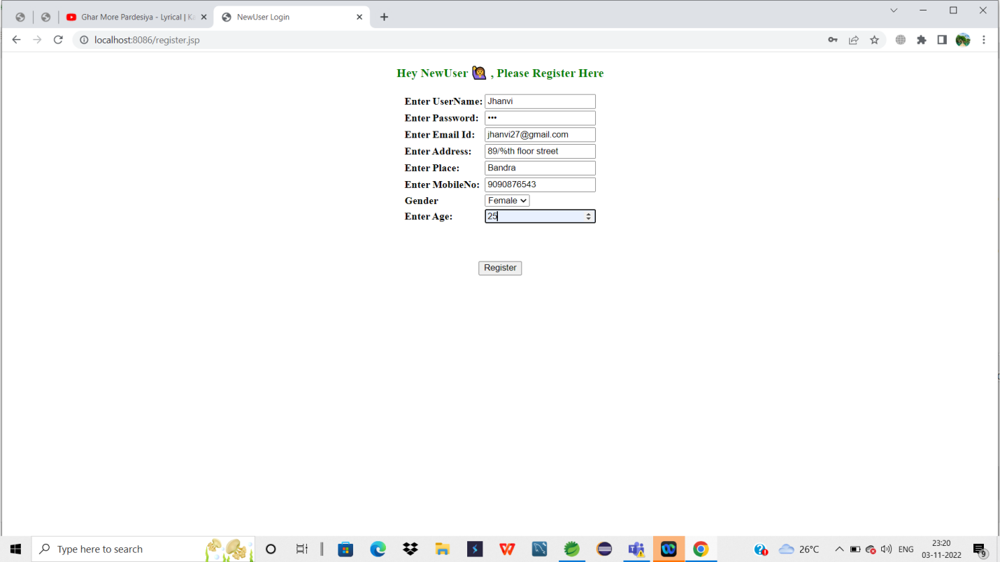 Ghar More Pardesiya - Lyrical |
NewUser Login
localhost:8086/register.jsp
Hey NewUser 🙋‍♀️ , Please Register Here
Enter UserName: Jhanvi
Enter Password: •••
Enter Email Id: jhanvi27@gmail.com
Enter Address: 89/%th floor street
Enter Place: Bandra
Enter MobileNo: 9090876543
Gender Female
Enter Age: 25
Register
Type here to search
26°C
ENG
23:20
03-11-2022
9